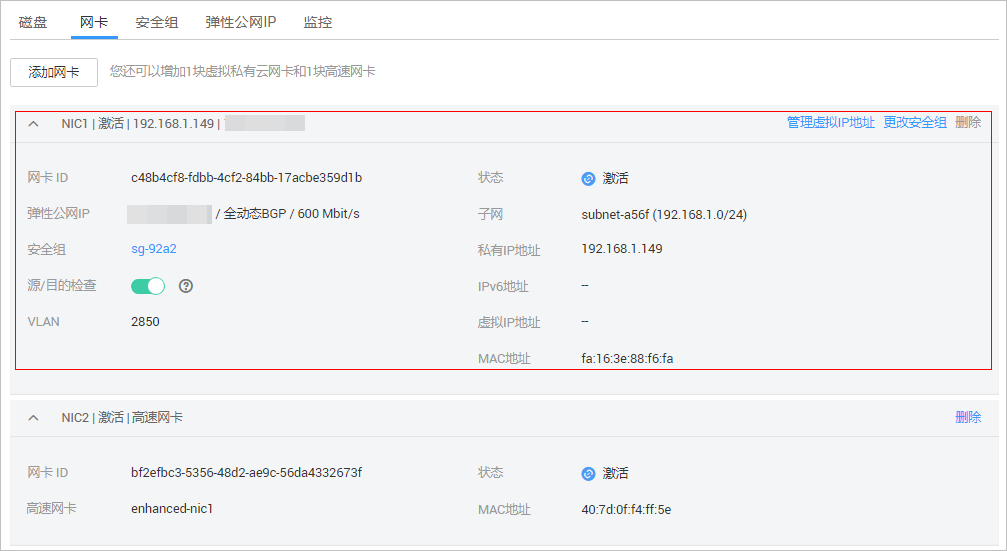 磁盘 网卡 安全组 弹性公网IP 监控
添加网卡 您还可以增加1块虚拟私有云网卡和1块高速网卡
NIC1 | 激活 | 192.168.1.149 | 管理虚拟IP地址 更改安全组 删除
网卡 ID c48b4cf8-fdbb-4cf2-84bb-17acbe359d1b 状态 激活
弹性公网IP / 全动态BGP / 600 Mbit/s 子网 subnet-a56f (192.168.1.0/24)
安全组 sg-92a2 私有IP地址 192.168.1.149
源/目的检查 IPv6地址 --
VLAN 2850 虚拟IP地址 --
MAC地址 fa:16:3e:88:f6:fa
NIC2 | 激活 | 高速网卡 删除
网卡 ID bf2efbc3-5356-48d2-ae9c-56da4332673f 状态 激活
高速网卡 enhanced-nic1 MAC地址 40:7d:0f:f4:ff:5e